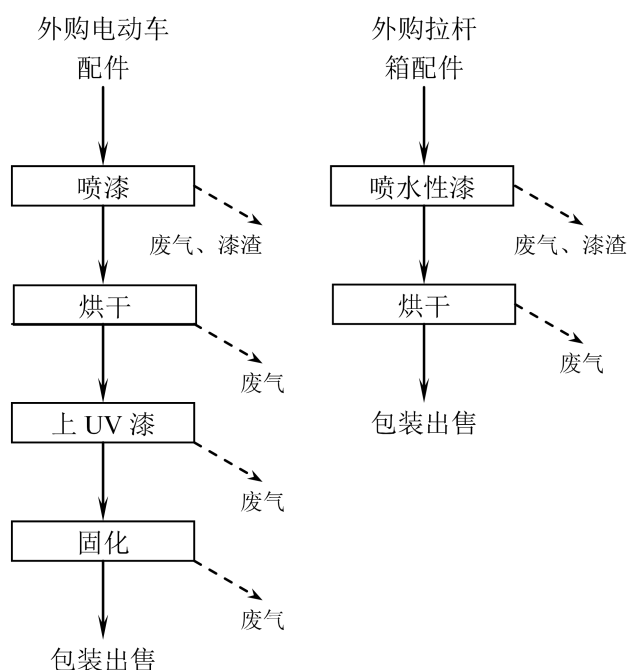 外购电动车
配件
喷漆
废气、漆渣
烘干
废气
上 UV 漆
废气
固化
废气
包装出售
外购拉杆
箱配件
喷水性漆
废气、漆渣
烘干
废气
包装出售